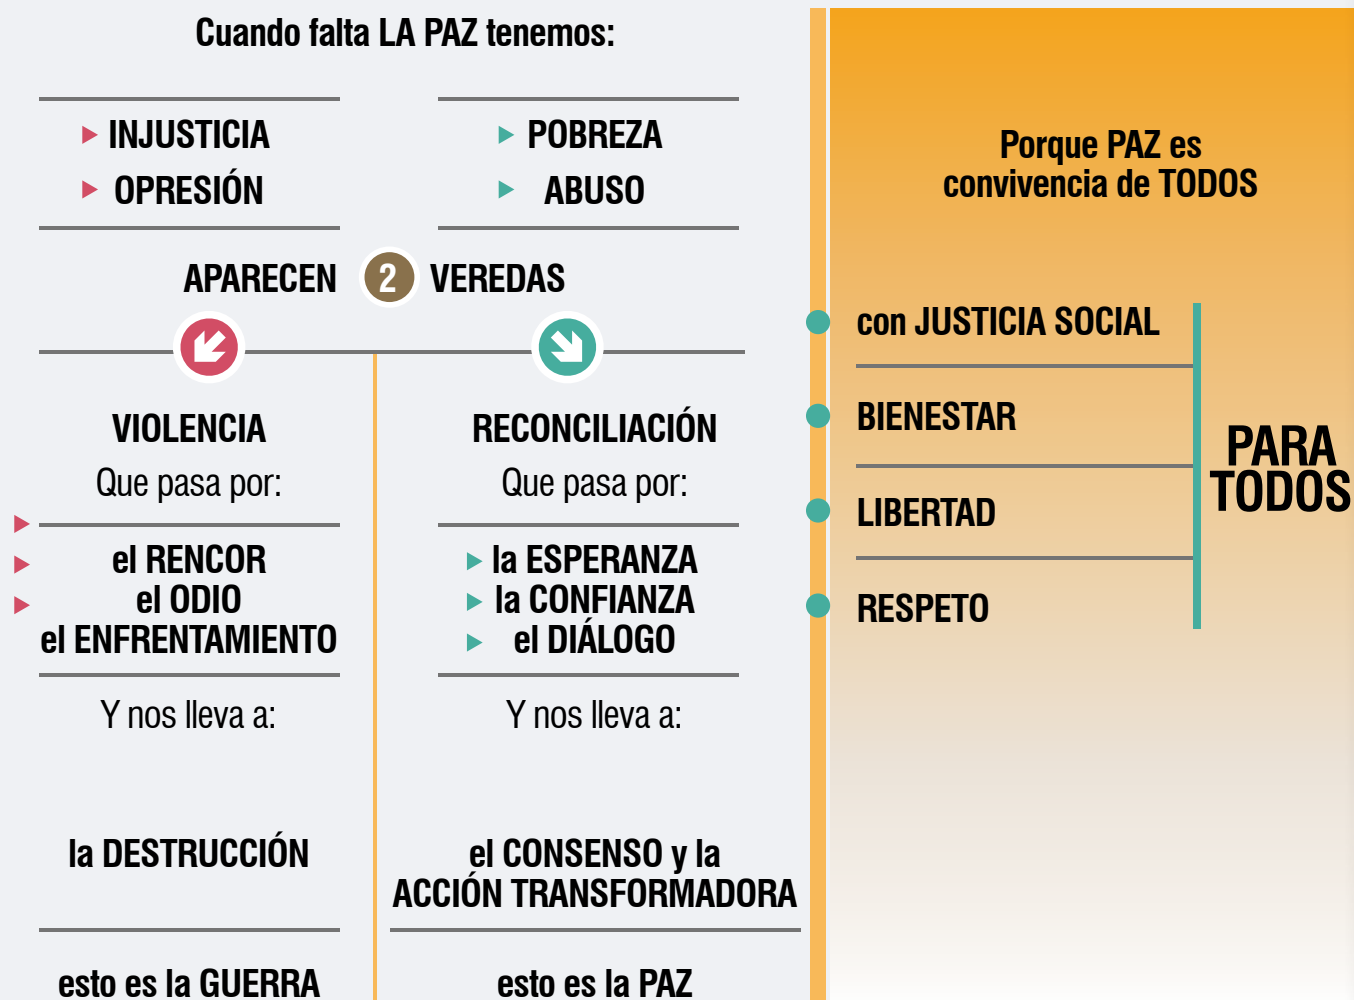 Cuando falta LA PAZ tenemos:
INJUSTICIA
OPRESIÓN
POBREZA
ABUSO
APARECEN 2 VEREDAS
VIOLENCIA
Que pasa por:
el RENCOR
el ODIO
el ENFRENTAMIENTO
Y nos lleva a:
la DESTRUCCIÓN
esto es la GUERRA
RECONCILIACIÓN
Que pasa por:
la ESPERANZA
la CONFIANZA
el DIÁLOGO
Y nos lleva a:
el CONSENSO y la
ACCIÓN TRANSFORMADORA
esto es la PAZ
Porque PAZ es
convivencia de TODOS
con JUSTICIA SOCIAL
BIENESTAR
LIBERTAD
RESPETO
PARA
TODOS